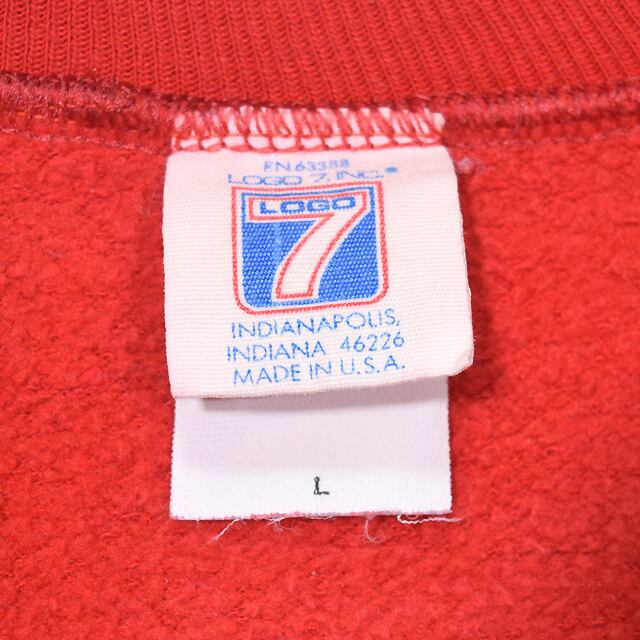 RN 63388
LOGO 7, INC.®
LOGO
7
INDIANAPOLIS,
INDIANA 46226
MADE IN U.S.A.
L